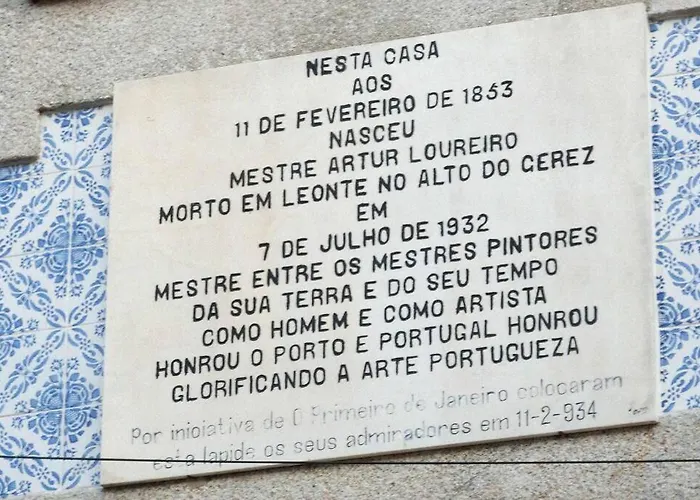 NESTA CASA
AOS
11 DE FEVEREIRO DE 1853
NASCEU
MESTRE ARTUR LOUREIRO
MORTO EM LEONTE NO ALTO DO GEREZ
EM
7 DE JULHO DE 1932
MESTRE ENTRE OS MESTRES PINTORES
DA SUA TERRA E DO SEU TEMPO
COMO HOMEM E COMO ARTISTA
HONROU O PORTO E PORTUGAL HONROU
GLORIFICANDO A ARTE PORTUGUEZA
Por iniciativa de O Primeiro de Janeiro colocaram
esta lapide os seus admiradores em 11-2-934